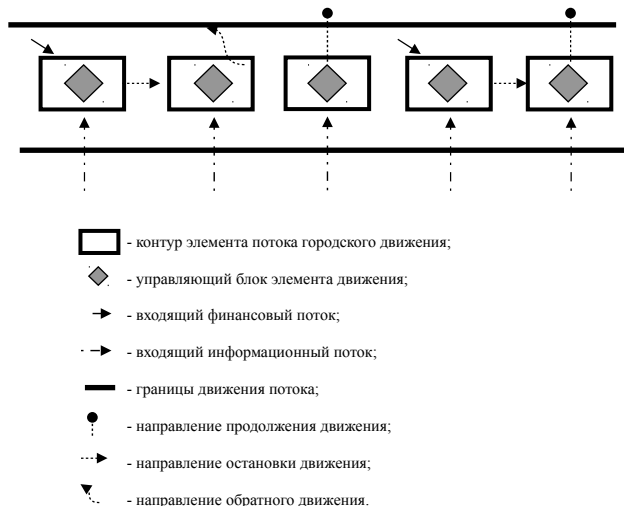 - контур элемента потока городского движения;
- управляющий блок элемента движения;
- входящий финансовый поток;
- входящий информационный поток;
- границы движения потока;
- направление продолжения движения;
- направление остановки движения;
- направление обратного движения.